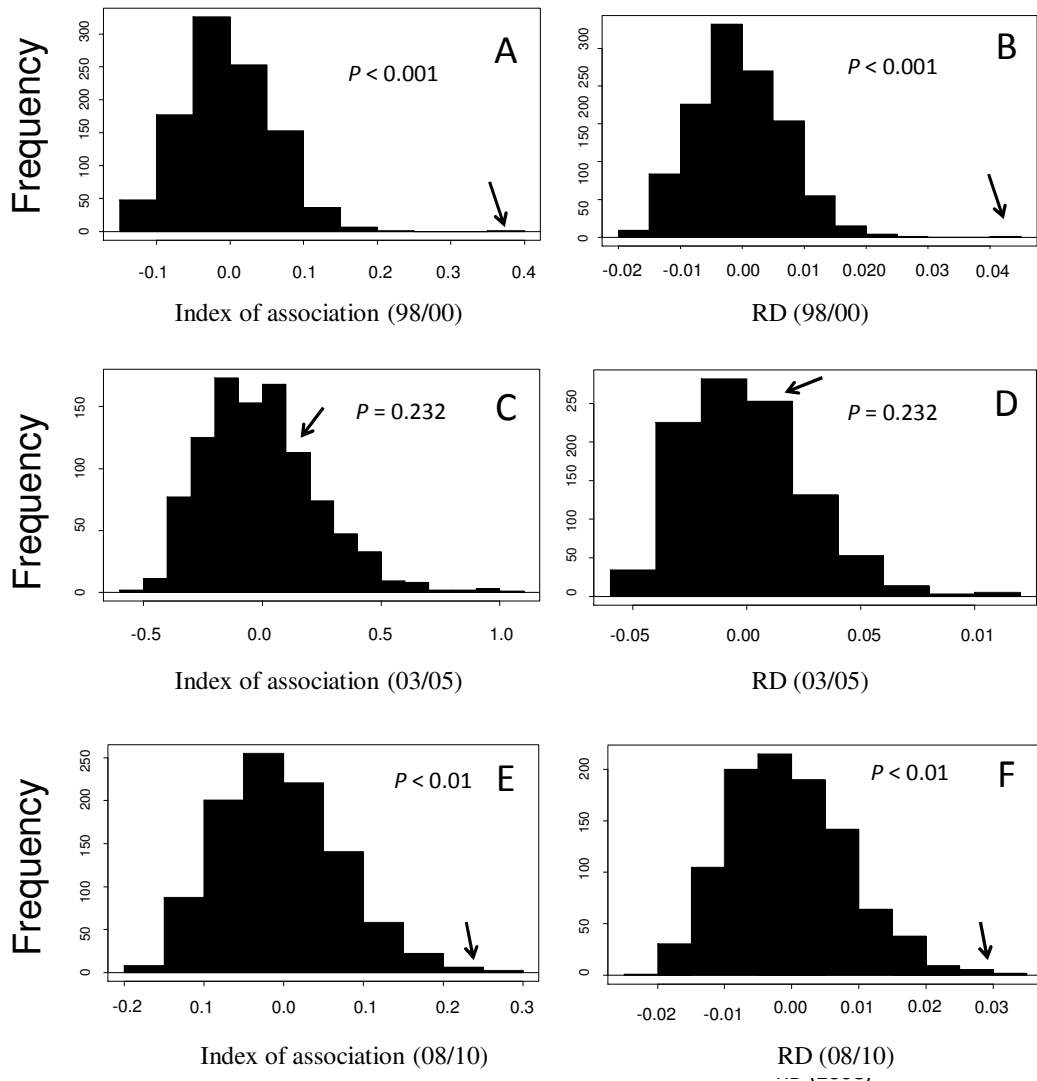 Frequency
0 50 100 150 200 250 300
A
P < 0.001
-0.1 0.0 0.1 0.2 0.3 0.4
Index of association (98/00)
0 50 100 150 200 250 300
B
P < 0.001
-0.02 -0.01 0.00 0.010 0.020 0.03 0.04
RD (98/00)
Frequency
0 50 100 150
C
P = 0.232
-0.5 0.0 0.5 1.0
Index of association (03/05)
0 50 100 150 200 250
D
P = 0.232
-0.05 0.00 0.05 0.01
RD (03/05)
Frequency
0 50 100 150 200 250
E
P < 0.01
-0.2 0.1 0.0 0.1 0.2 0.3
Index of association (08/10)
0 50 100 150 200
F
P < 0.01
-0.02 -0.01 0.00 0.01 0.02 0.03
RD (08/10)